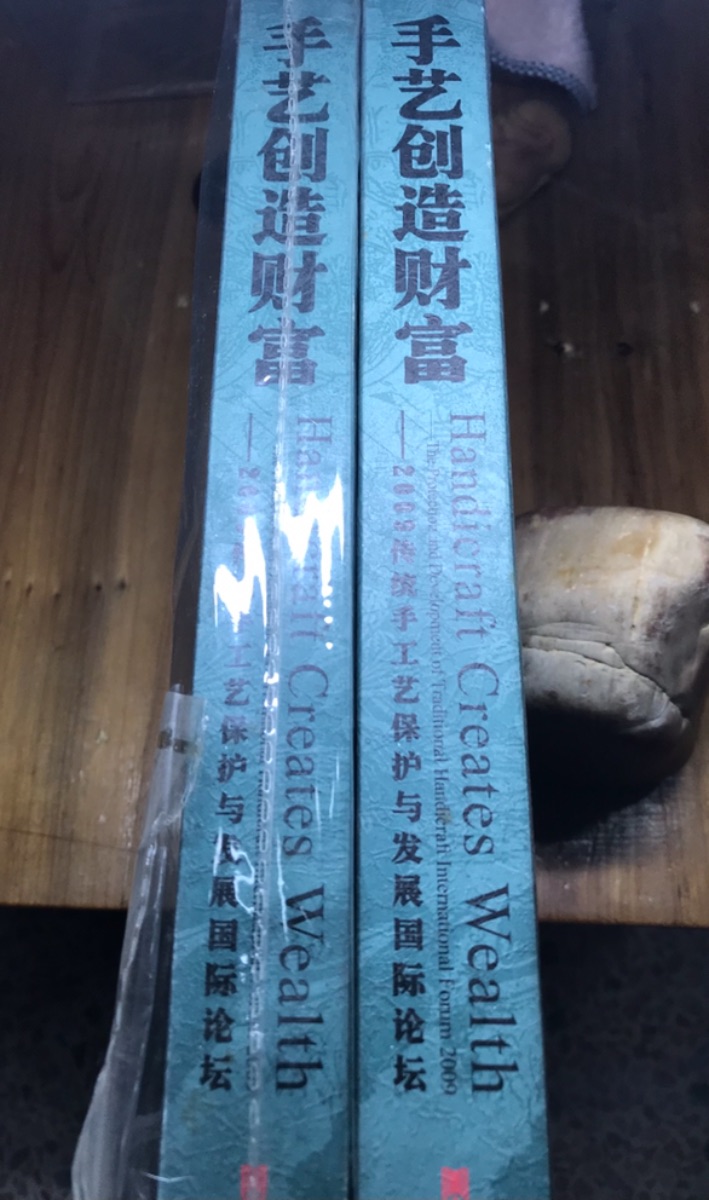 手艺创造财富
Handicraft Creates Wealth
工艺保护与发展国际论坛
手艺创造财富
Handicraft Creates Wealth
——The Protection and Development of Traditional Handicraft International Forum 2009
——2009传统手工艺保护与发展国际论坛